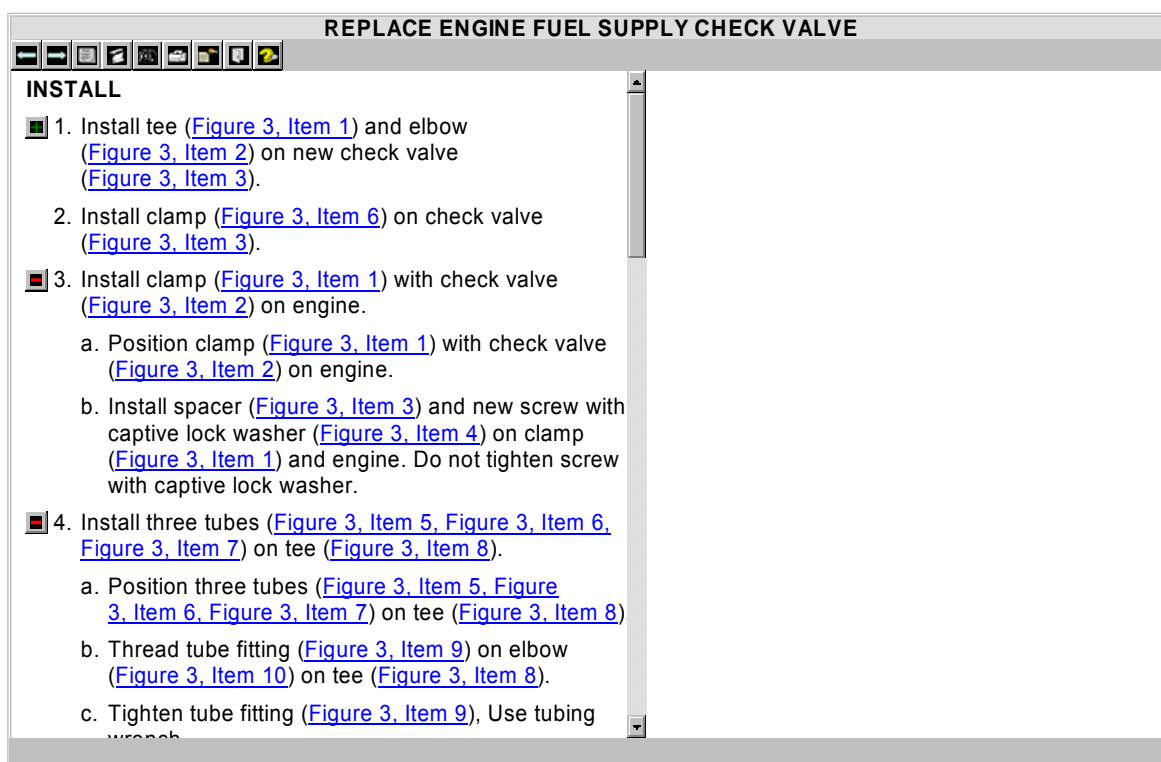 REPLACE ENGINE FUEL SUPPLY CHECK VALVE
INSTALL
1. Install tee (Figure 3, Item 1) and elbow
(Figure 3, Item 2) on new check valve
(Figure 3, Item 3).
2. Install clamp (Figure 3, Item 6) on check valve
(Figure 3, Item 3).
3. Install clamp (Figure 3, Item 1) with check valve
(Figure 3, Item 2) on engine.
a. Position clamp (Figure 3, Item 1) with check valve
(Figure 3, Item 2) on engine.
b. Install spacer (Figure 3, Item 3) and new screw with
captive lock washer (Figure 3, Item 4) on clamp
(Figure 3, Item 1) and engine. Do not tighten screw
with captive lock washer.
4. Install three tubes (Figure 3, Item 5, Figure 3, Item 6,
Figure 3, Item 7) on tee (Figure 3, Item 8).
a. Position three tubes (Figure 3, Item 5, Figure
3, Item 6, Figure 3, Item 7) on tee (Figure 3, Item 8)
b. Thread tube fitting (Figure 3, Item 9) on elbow
(Figure 3, Item 10) on tee (Figure 3, Item 8).
c. Tighten tube fitting (Figure 3, Item 9), Use tubing
wrench